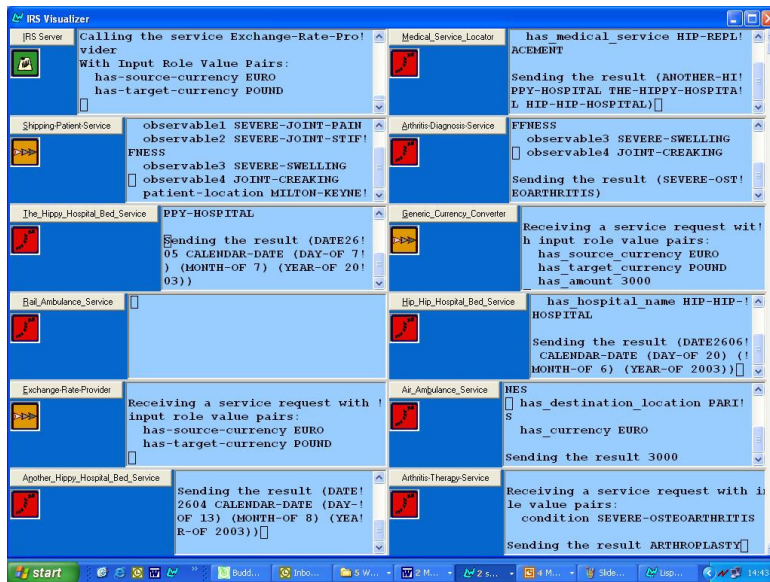 IRS Visualizer
IRS Server
Calling the service Exchange-Rate-Pro!
vider
With Input Role Value Pairs:
has-source-currency EURO
has-target-currency POUND
Medical_Service_Locator
has_medical_service HIP-REPL!
ACEMENT
Sending the result (ANOTHER-HI!
PPY-HOSPITAL THE-HIPPY-HOSPITA!
L HIP-HIP-HOSPITAL)
Shipping-Patient-Service
observable1 SEVERE-JOINT-PAIN
observable2 SEVERE-JOINT-STIF!
FNESS
observable3 SEVERE-SWELLING
observable4 JOINT-CREAKING
patient-location MILTON-KEYNE!
Arthritis-Diagnosis-Service
FFNESS
observable3 SEVERE-SWELLING
observable4 JOINT-CREAKING
Sending the result (SEVERE-OST!
EOARTHRITIS)
The_Hippy_Hospital_Bed_Service
PPY-HOSPITAL
Sending the result (DATE26!
05 CALENDAR-DATE (DAY-OF 7!
) (MONTH-OF 7) (YEAR-OF 20!
03))
Generic_Currency_Converter
Receiving a service request wit!
h input role value pairs:
has_source_currency EURO
has_target_currency POUND
has_amount 3000
Rail_Ambulance_Service
Hip_Hip_Hospital_Bed_Service
has_hospital_name HIP-HIP-!
HOSPITAL
Sending the result (DATE2606!
CALENDAR-DATE (DAY-OF 20) (!
MONTH-OF 6) (YEAR-OF 2003))
Exchange-Rate-Provider
Receiving a service request with !
input role value pairs:
has-source-currency EURO
has-target-currency POUND
Air_Ambulance_Service
NES
has_destination_location PARI!
S
has_currency EURO
Sending the result 3000
Another_Hippy_Hospital_Bed_Service
Sending the result (DATE!
2604 CALENDAR-DATE (DAY-!
OF 13) (MONTH-OF 8) (YEA!
R-OF 2003))
Arthritis-Therapy-Service
Receiving a service request with i
le value pairs:
condition SEVERE-OSTEOARTHRITIS
Sending the result ARTHROPLASTY
start
Budd...
Inbo...
5 W...
2 M...
2 s...
4 M...
Slide...
Lisp...
14:43